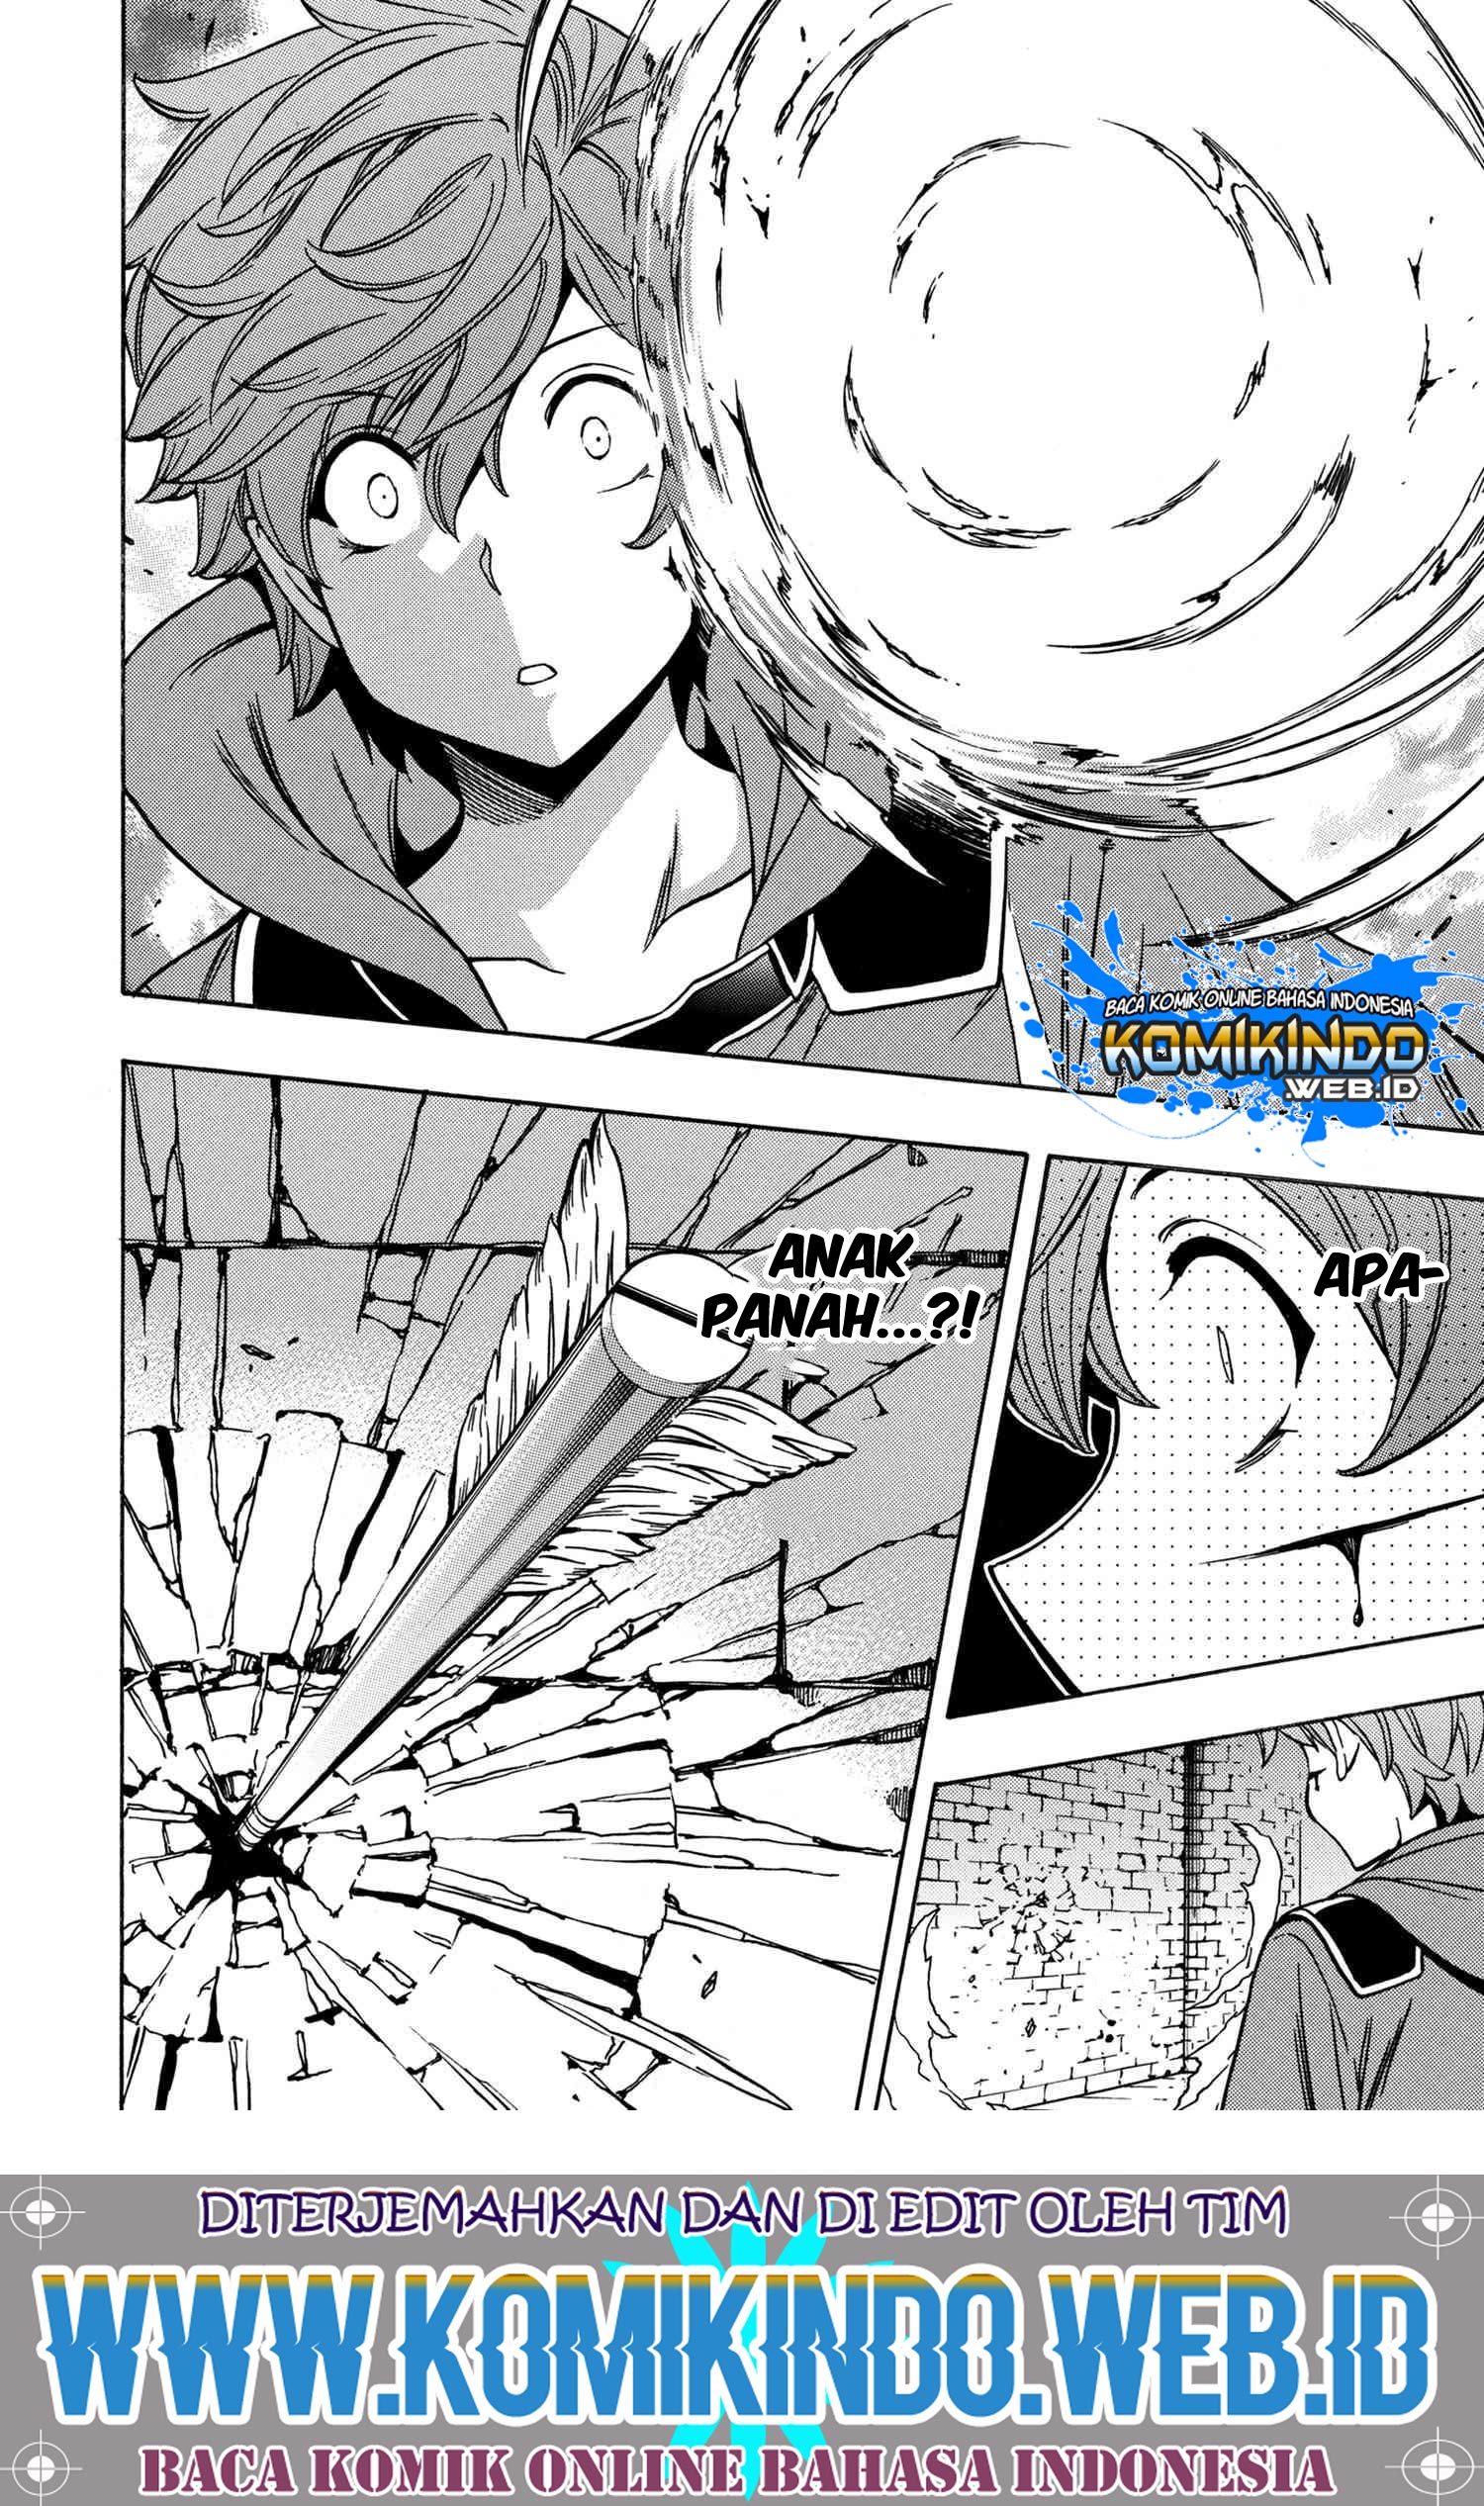 BACA KOMIK ONLINE BAHASA INDONESIA
KOMIKINDO
.WEB.ID
APA-
ANAK
PANAH...?!
DITERJEMAHKAN DAN DI EDIT OLEH TIM
WWW.KOMIKINDO.WEB.ID
BACA KOMIK ONLINE BAHASA INDONESIA